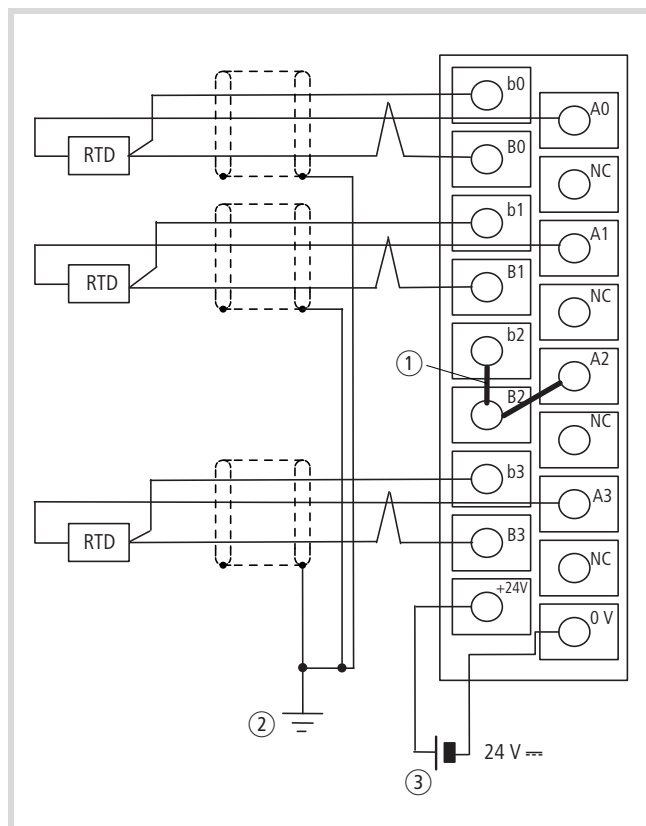 b0
A0
RTD
B0
NC
b1
A1
RTD
B1
NC
b2
①
A2
B2
NC
b3
A3
RTD
B3
NC
+24V
0 V
②
24 V ⎓
③